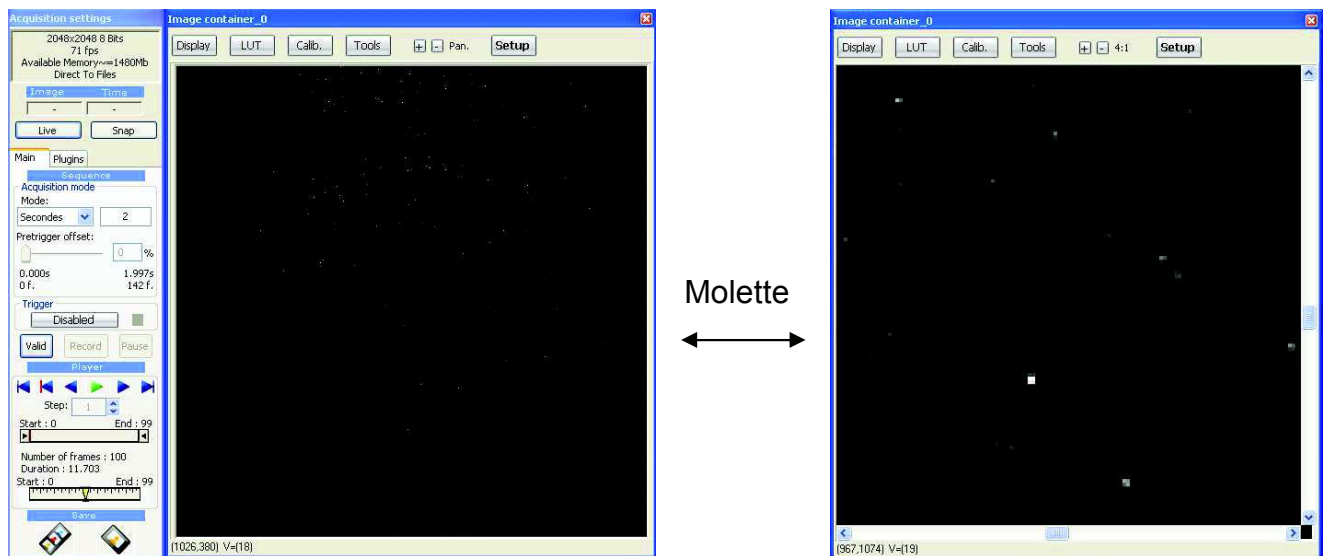 Acquisition settings
2048x2048 8 Bits
71 fps
Available Memory~=1480Mb
Direct To Files
Image Time
- -
Live Snap
Main Plugins
Sequence
Acquisition mode
Mode:
Secondes 2
Pretrigger offset:
0 %
0.000s 1.997s
0 f. 142 f.
Trigger
Disabled
Valid Record Pause
Player
Step: 1
Start : 0 End : 99
Number of frames : 100
Duration : 11.703
Start : 0 End : 99
Save
Image container_0
Display LUT Calib. Tools + - Pan. Setup
(1026,380) V=(18)
Molette
Image container_0
Display LUT Calib. Tools + - 4:1 Setup
(967,1074) V=(19)